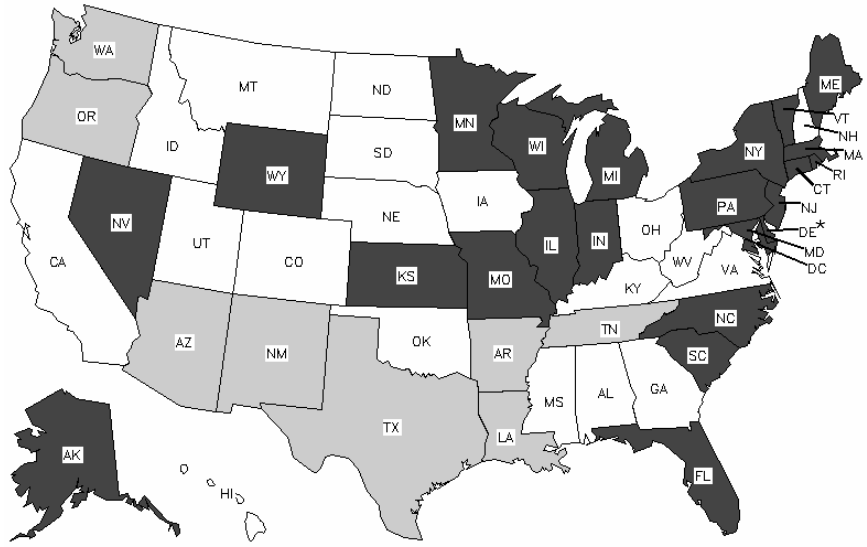 WA
MT
ND
ME
MN
VT
OR
NH
ID
WI
NY
MA
SD
MI
RI
WY
CT
PA
IA
NJ
NE
NV
OH
DE*
IL
IN
UT
MD
CO
WV
CA
DC
VA
KS
MO
KY
NC
TN
OK
AZ
NM
AR
SC
GA
MS
AL
TX
LA
AK
FL
HI